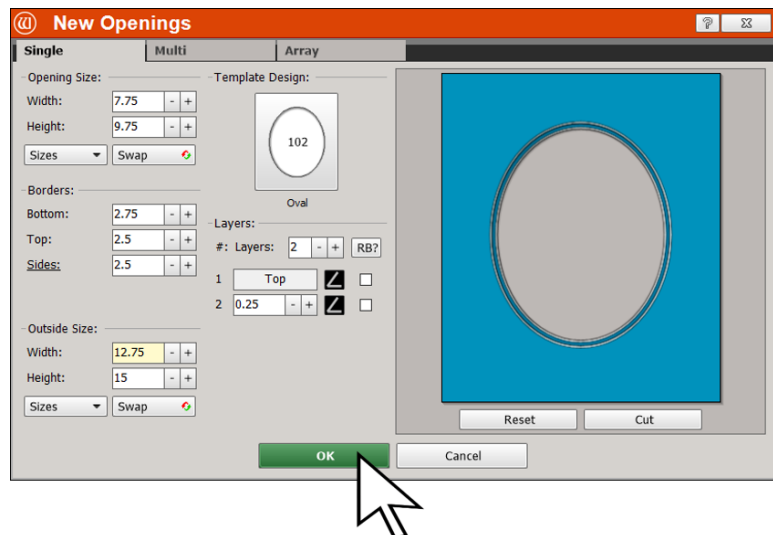 New Openings
Single Multi Array
Opening Size:
Width: 7.75 - +
Height: 9.75 - +
Sizes Swap
Borders:
Bottom: 2.75 - +
Top: 2.5 - +
Sides: 2.5 - +
Outside Size:
Width: 12.75 - +
Height: 15 - +
Sizes Swap
Template Design:
102
Oval
Layers:
#: Layers: 2 - + RB?
1 Top
2 0.25 - +
Reset Cut
OK Cancel